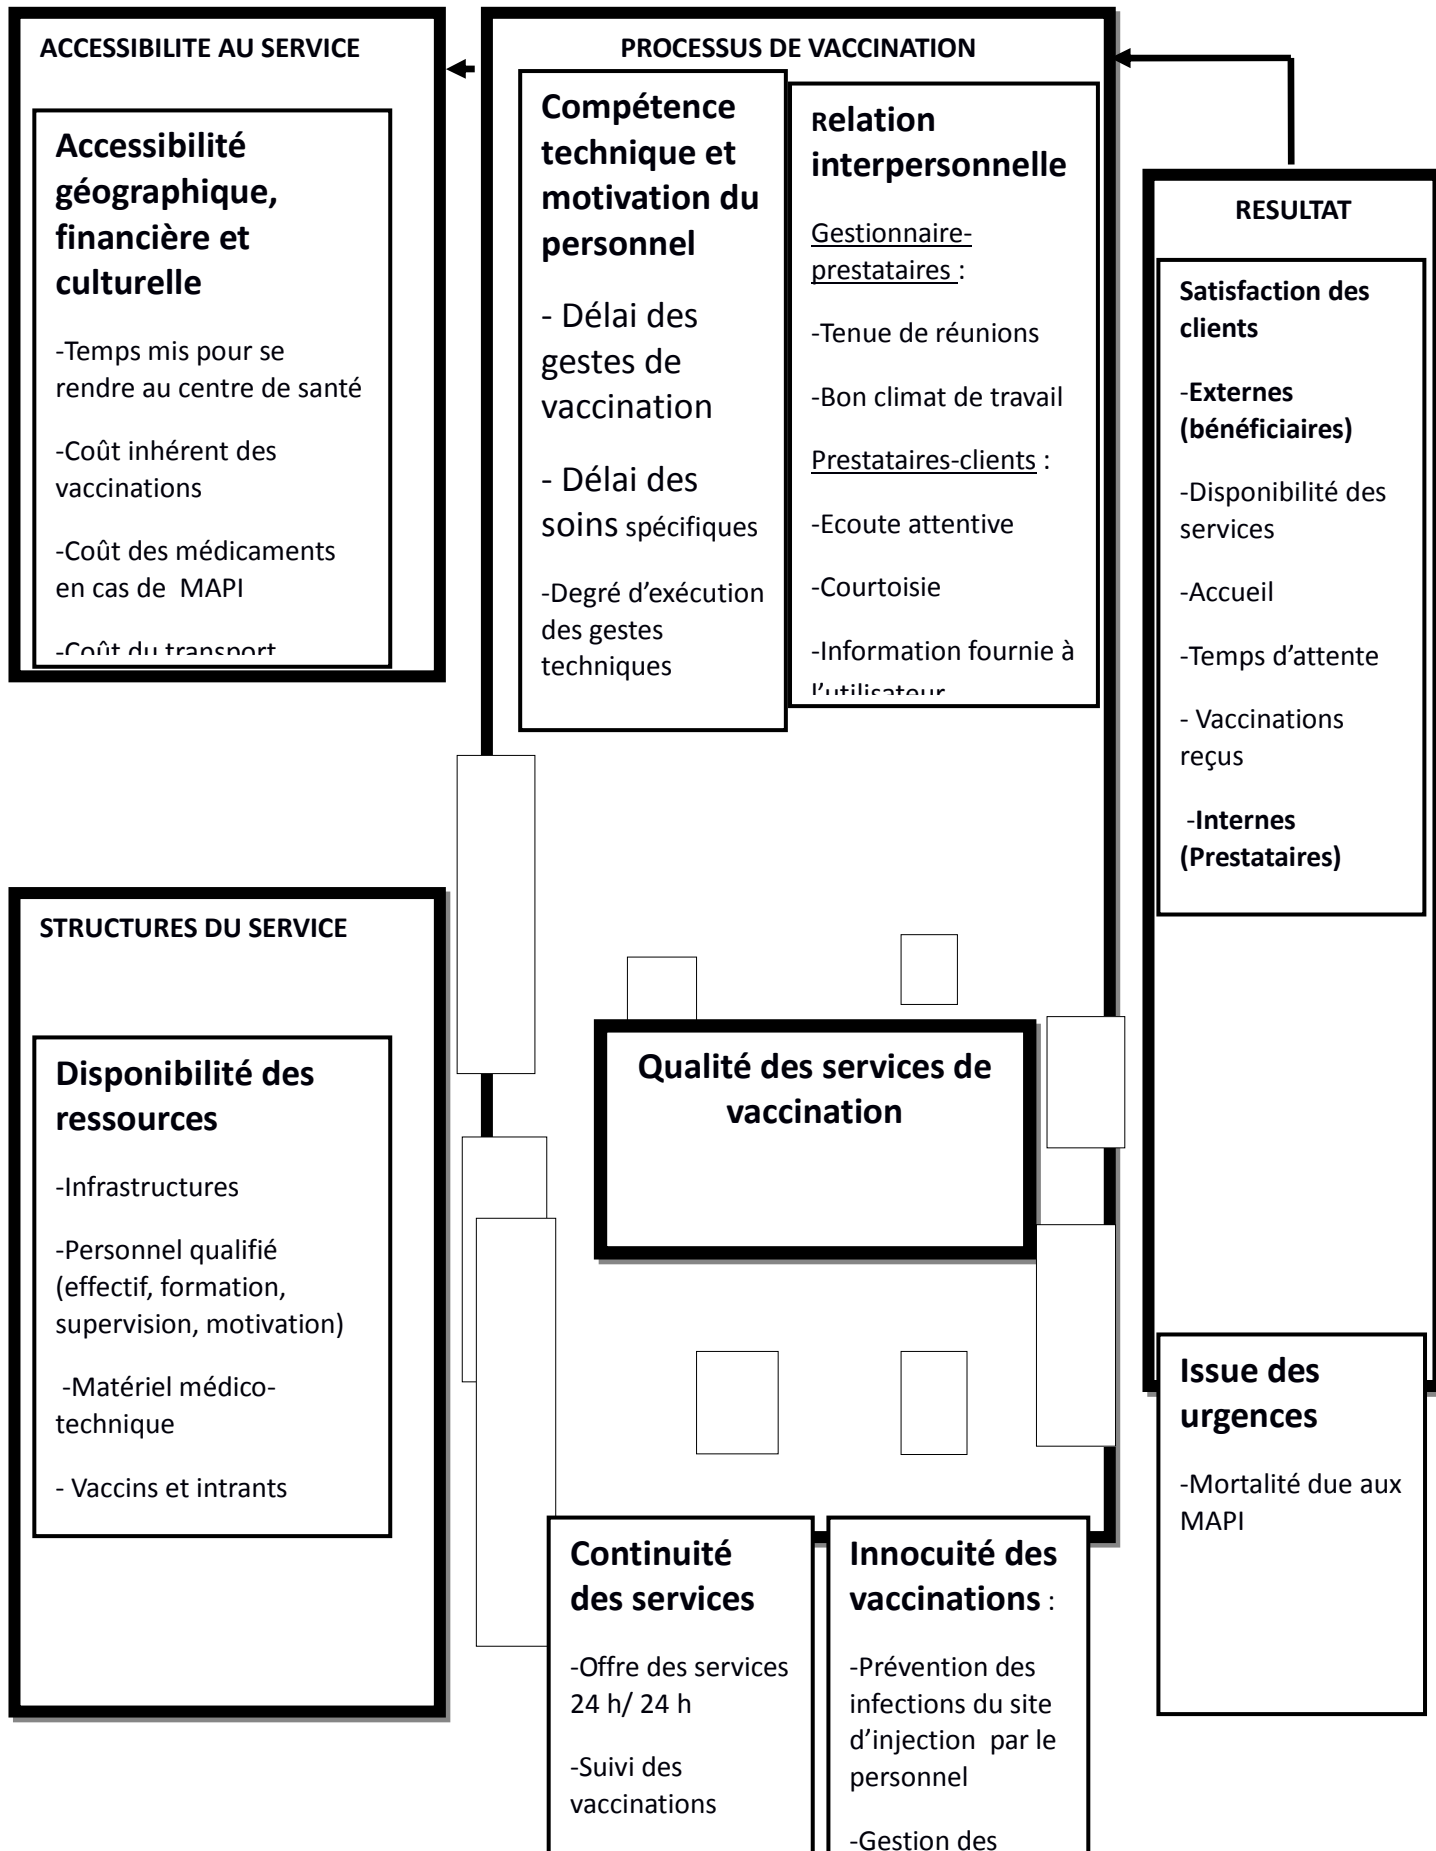 ACCESSIBILITE AU SERVICE
Accessibilité
géographique,
financière et
culturelle
-Temps mis pour se
rendre au centre de santé
-Coût inhérent des
vaccinations
-Coût des médicaments
en cas de  MAPI
-Coût du transport
PROCESSUS DE VACCINATION
Compétence
technique et
motivation du
personnel
- Délai des
gestes de
vaccination
- Délai des
soins spécifiques
-Degré d’exécution
des gestes
techniques
Relation
interpersonnelle
Gestionnaire-
prestataires :
-Tenue de réunions
-Bon climat de travail
Prestataires-clients :
-Ecoute attentive
-Courtoisie
-Information fournie à
l’utilisateur
RESULTAT
Satisfaction des
clients
-Externes
(bénéficiaires)
-Disponibilité des
services
-Accueil
-Temps d’attente
- Vaccinations
reçus
-Internes
(Prestataires)
STRUCTURES DU SERVICE
Disponibilité des
ressources
-Infrastructures
-Personnel qualifié
(effectif, formation,
supervision, motivation)
-Matériel médico-
technique
- Vaccins et intrants
Qualité des services de
vaccination
Continuité
des services
-Offre des services
24 h/ 24 h
-Suivi des
vaccinations
Innocuité des
vaccinations :
-Prévention des
infections du site
d’injection  par le
personnel
-Gestion des
Issue des
urgences
-Mortalité due aux
MAPI